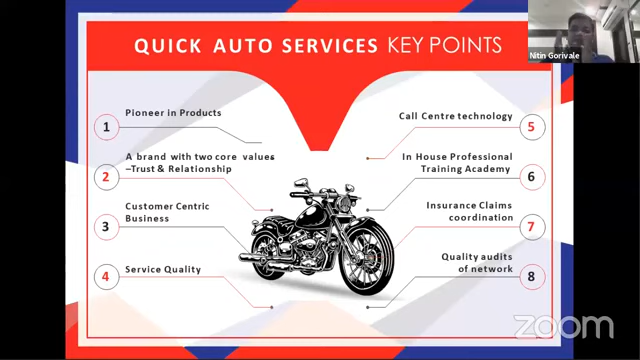 QUICK AUTO SERVICES KEY POINTS
Nitin Gorivale
1
Pioneer in Products
2
A brand with two core values
–Trust & Relationship
3
Customer Centric
Business
4
Service Quality
Call Centre technology
5
In House Professional
Training Academy
6
Insurance Claims
coordination
7
Quality audits
of network
8
zoom